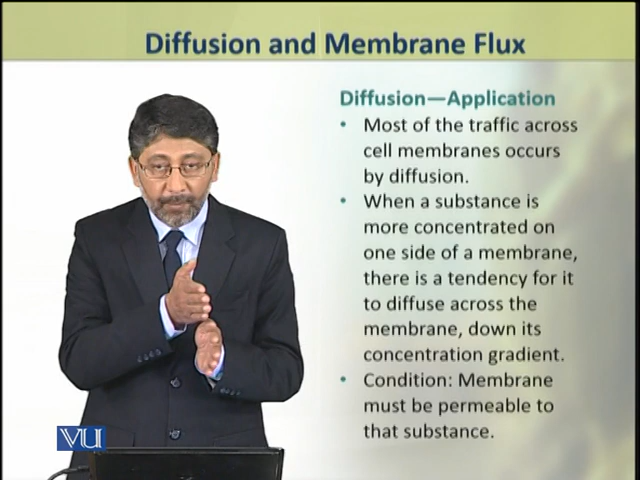 Diffusion and Membrane Flux
Diffusion—Application
• Most of the traffic across
cell membranes occurs
by diffusion.
• When a substance is
more concentrated on
one side of a membrane,
there is a tendency for it
to diffuse across the
membrane, down its
concentration gradient.
• Condition: Membrane
must be permeable to
that substance.
VU